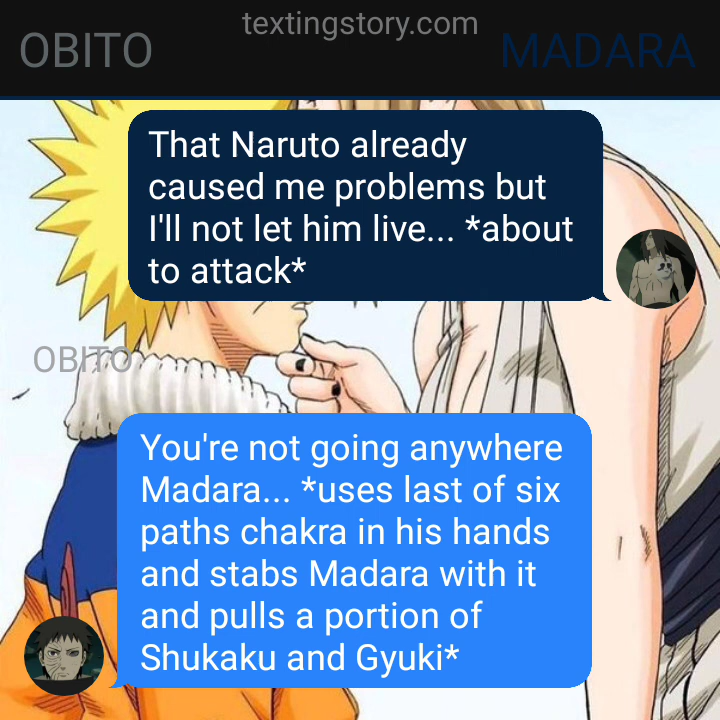 textingstory.com
OBITO
MADARA
That Naruto already
caused me problems but
I'll not let him live... *about
to attack*
OBITO
You're not going anywhere
Madara... *uses last of six
paths chakra in his hands
and stabs Madara with it
and pulls a portion of
Shukaku and Gyuki*